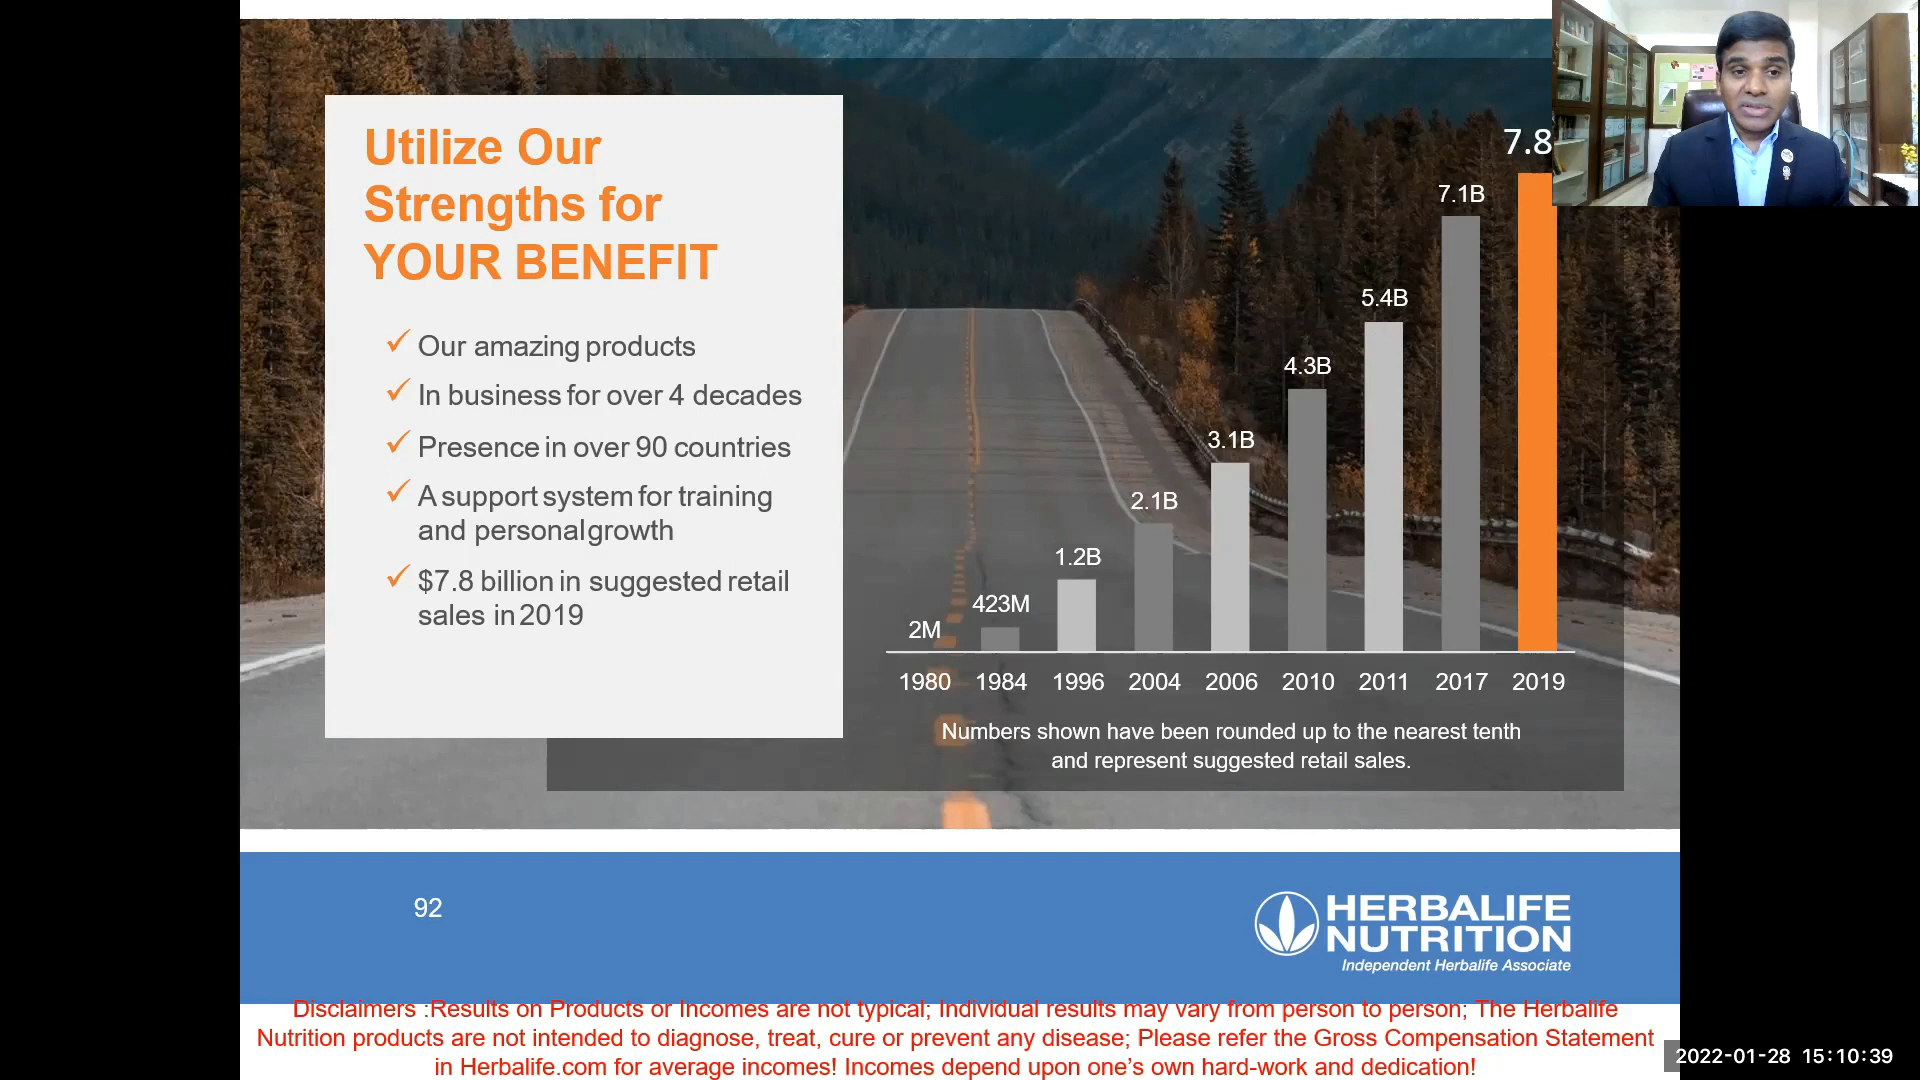 Utilize Our
Strengths for
YOUR BENEFIT
✓ Our amazing products
✓ In business for over 4 decades
✓ Presence in over 90 countries
✓ A support system for training
and personal growth
✓ $7.8 billion in suggested retail
sales in 2019
7.8
7.1B
5.4B
4.3B
3.1B
2.1B
1.2B
423M
2M
1980 1984 1996 2004 2006 2010 2011 2017 2019
Numbers shown have been rounded up to the nearest tenth
and represent suggested retail sales.
92
HERBALIFE
NUTRITION
Independent Herbalife Associate
Disclaimers :Results on Products or Incomes are not typical; Individual results may vary from person to person; The Herbalife
Nutrition products are not intended to diagnose, treat, cure or prevent any disease; Please refer the Gross Compensation Statement
in Herbalife.com for average incomes! Incomes depend upon one’s own hard-work and dedication!
2022-01-28 15:10:39